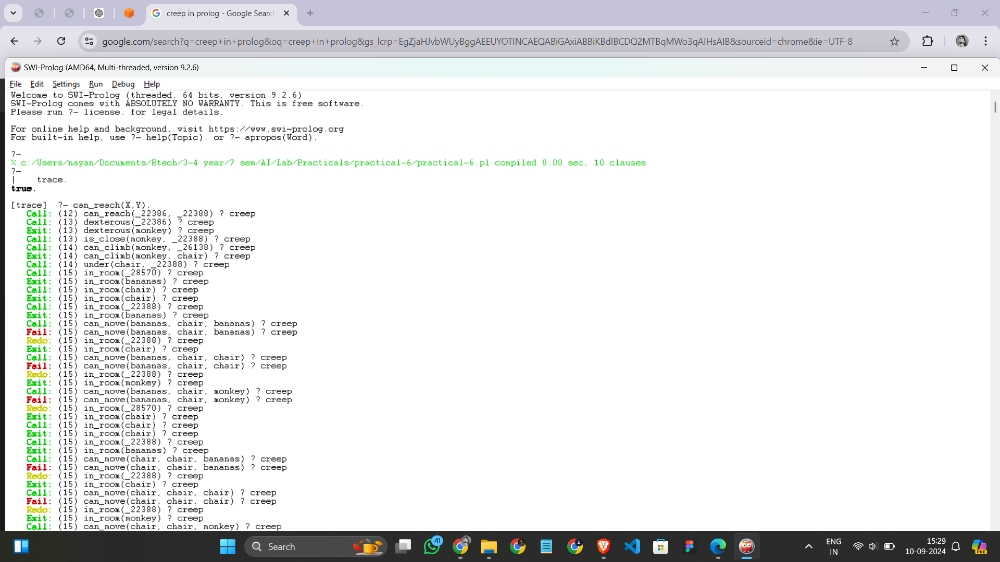 creep in prolog - Google Search
google.com/search?q=creep+in+prolog&oq=creep+in+prolog&gs_lcrp=EgZjaHJvbWUyBggAEEUYOTINCAEQABiGAxiABBiKBdIBCDQ2MTBqMWo3qAIHsAIB&sourceid=chrome&ie=UTF-8
SWI-Prolog (AMD64, Multi-threaded, version 9.2.6)
File Edit Settings Run Debug Help
Welcome to SWI-Prolog (threaded, 64 bits, version 9.2.6)
SWI-Prolog comes with ABSOLUTELY NO WARRANTY. This is free software.
Please run ?- license. for legal details.
For online help and background, visit https://www.swi-prolog.org
For built-in help, use ?- help(Topic). or ?- apropos(Word).
?-
% c:/Users/nayan/Documents/Btech/3-4 year/7 sem/AI/Lab/Practicals/practical-6/practical-6.pl compiled 0.00 sec, 10 clauses
?-
| trace.
true.
[trace] ?- can_reach(X,Y).
Call: (12) can_reach(_22386, _22388) ? creep
Call: (13) dexterous(_22386) ? creep
Exit: (13) dexterous(monkey) ? creep
Call: (13) is_close(monkey, _22388) ? creep
Call: (14) can_climb(monkey, _26138) ? creep
Exit: (14) can_climb(monkey, chair) ? creep
Call: (14) under(chair, _22388) ? creep
Call: (15) in_room(_28570) ? creep
Exit: (15) in_room(bananas) ? creep
Call: (15) in_room(chair) ? creep
Exit: (15) in_room(chair) ? creep
Call: (15) in_room(_22388) ? creep
Exit: (15) in_room(bananas) ? creep
Call: (15) can_move(bananas, chair, bananas) ? creep
Fail: (15) can_move(bananas, chair, bananas) ? creep
Redo: (15) in_room(_22388) ? creep
Exit: (15) in_room(chair) ? creep
Call: (15) can_move(bananas, chair, chair) ? creep
Fail: (15) can_move(bananas, chair, chair) ? creep
Redo: (15) in_room(_22388) ? creep
Exit: (15) in_room(monkey) ? creep
Call: (15) can_move(bananas, chair, monkey) ? creep
Fail: (15) can_move(bananas, chair, monkey) ? creep
Redo: (15) in_room(_28570) ? creep
Exit: (15) in_room(chair) ? creep
Call: (15) in_room(chair) ? creep
Exit: (15) in_room(chair) ? creep
Call: (15) in_room(_22388) ? creep
Exit: (15) in_room(bananas) ? creep
Call: (15) can_move(chair, chair, bananas) ? creep
Fail: (15) can_move(chair, chair, bananas) ? creep
Redo: (15) in_room(_22388) ? creep
Exit: (15) in_room(chair) ? creep
Call: (15) can_move(chair, chair, chair) ? creep
Fail: (15) can_move(chair, chair, chair) ? creep
Redo: (15) in_room(_22388) ? creep
Exit: (15) in_room(monkey) ? creep
Call: (15) can_move(chair, chair, monkey) ? creep
Search
41
ENG
IN
15:29
10-09-2024
PRE